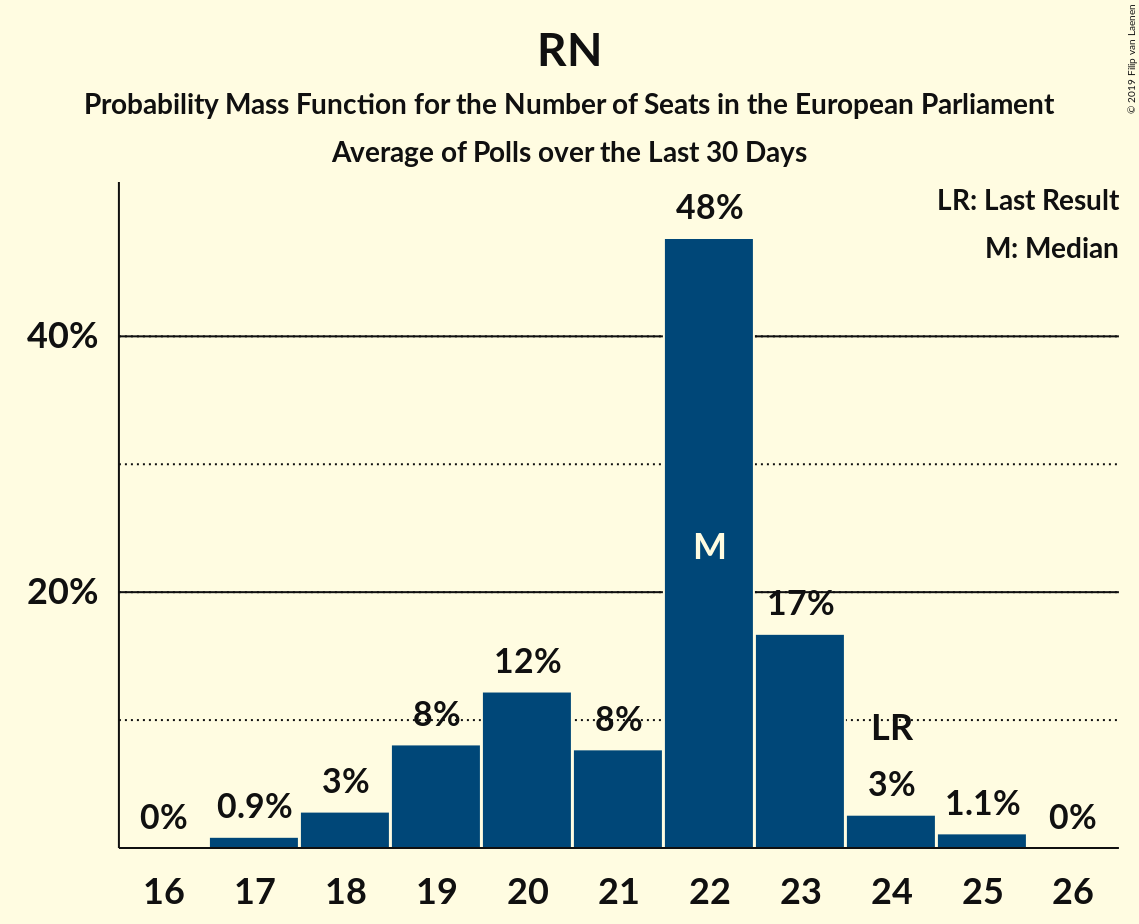 RN
Probability Mass Function for the Number of Seats in the European Parliament
Average of Polls over the Last 30 Days
© 2019 Filip van Laenen
LR: Last Result
M: Median
48%
40%
M
20%
17%
12%
8%
8%
LR
3%
3%
0.9%
1.1%
0%
0%
16 17 18 19 20 21 22 23 24 25 26